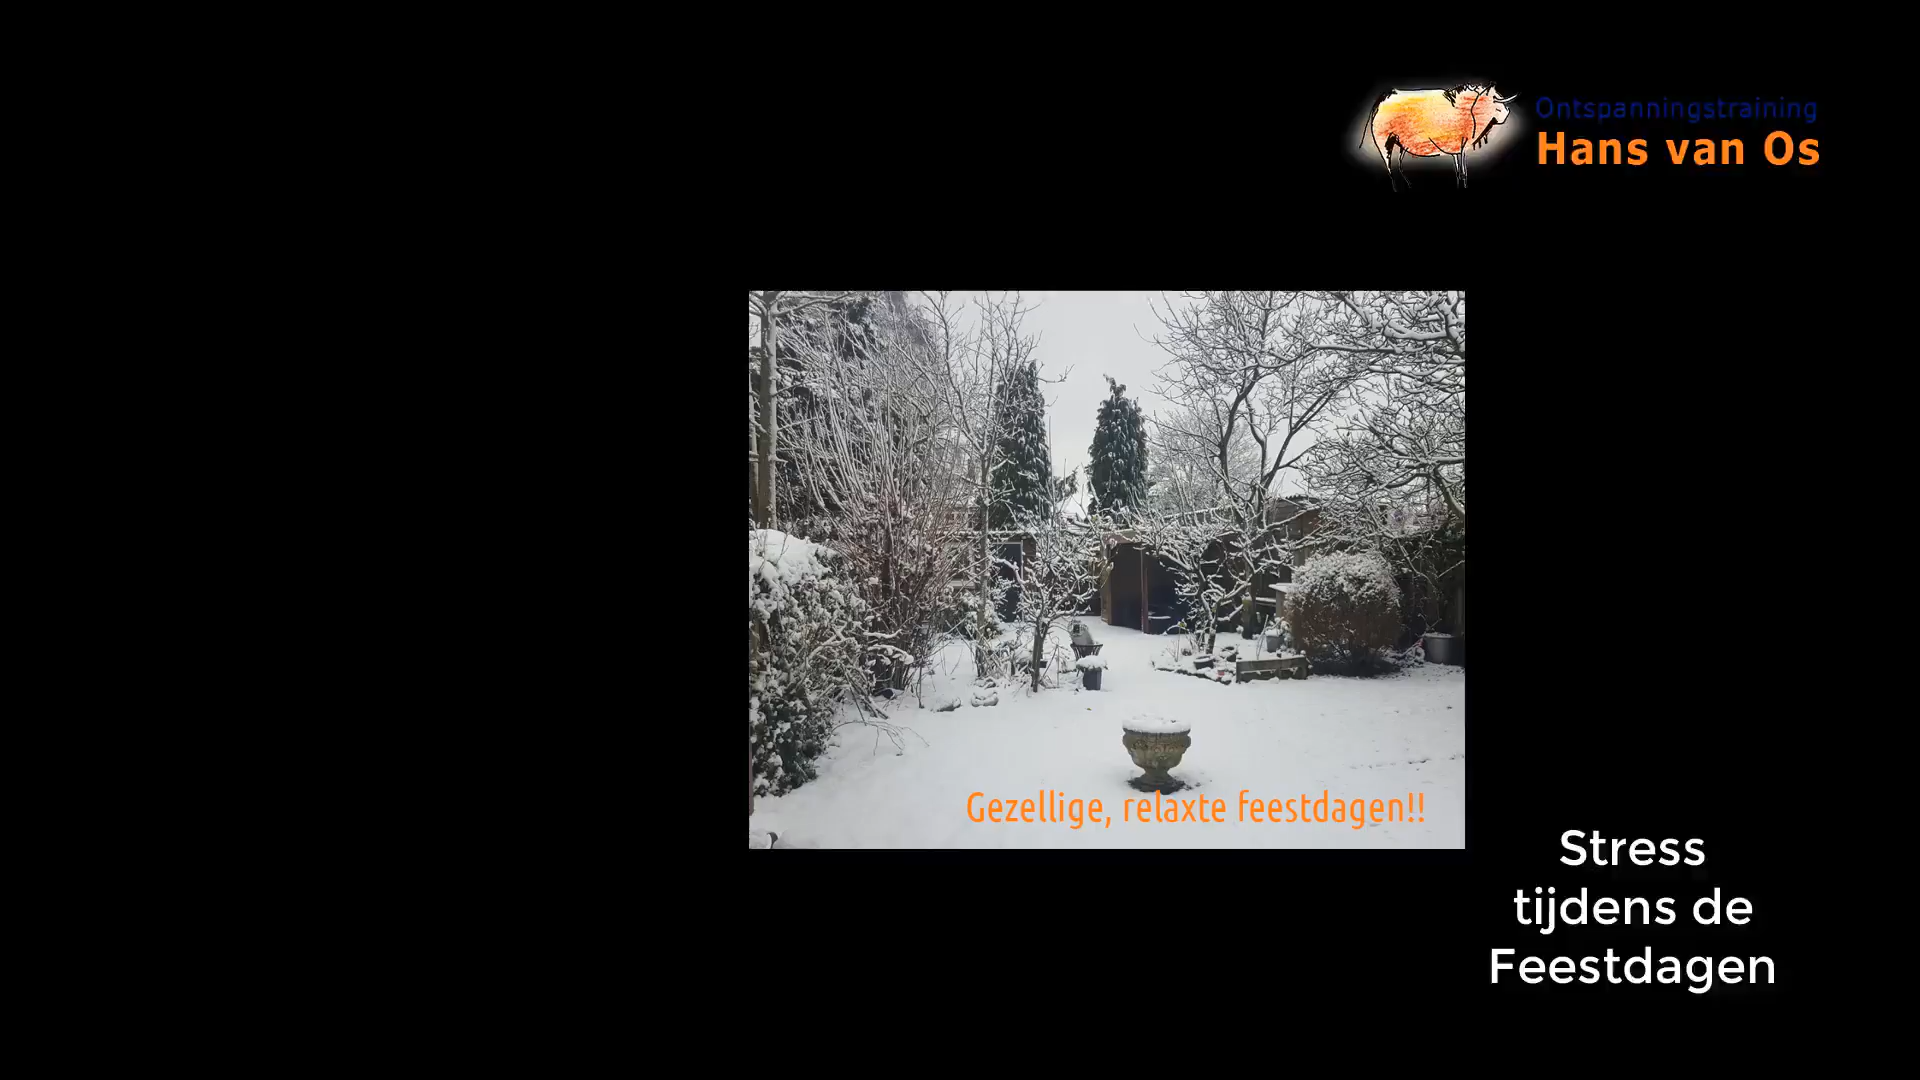 Ontspanningstraining
Hans van Os
Gezellige, relaxte feestdagen!!
Stress
tijdens de
Feestdagen